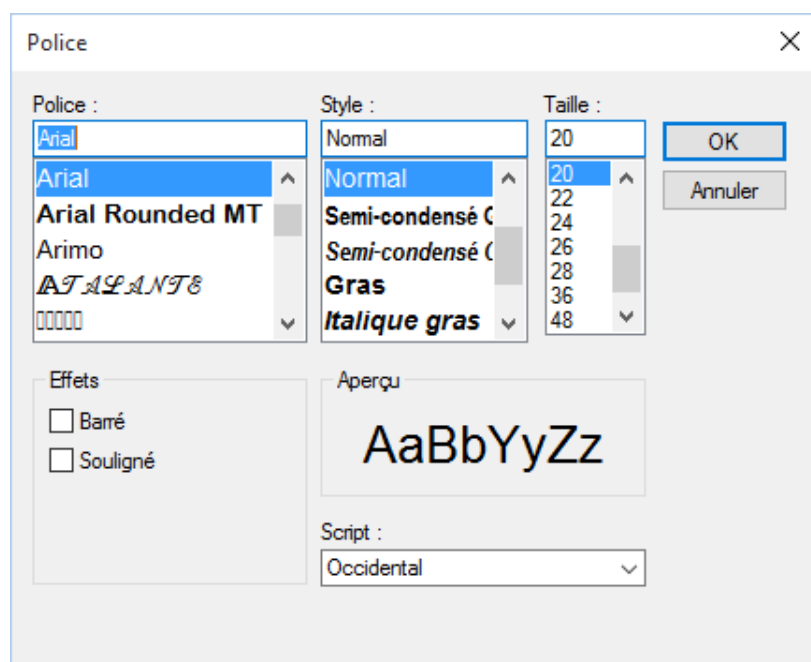 Police
Police :
Arial
Arial
Arial Rounded MT
Arimo
ATALANTE
Style :
Normal
Normal
Semi-condensé
Semi-condensé
Gras
Italique gras
Taille :
20
20
22
24
26
28
36
48
OK
Annuler
Effets
Barré
Souligné
Aperçu
AaBbYyZz
Script :
Occidental